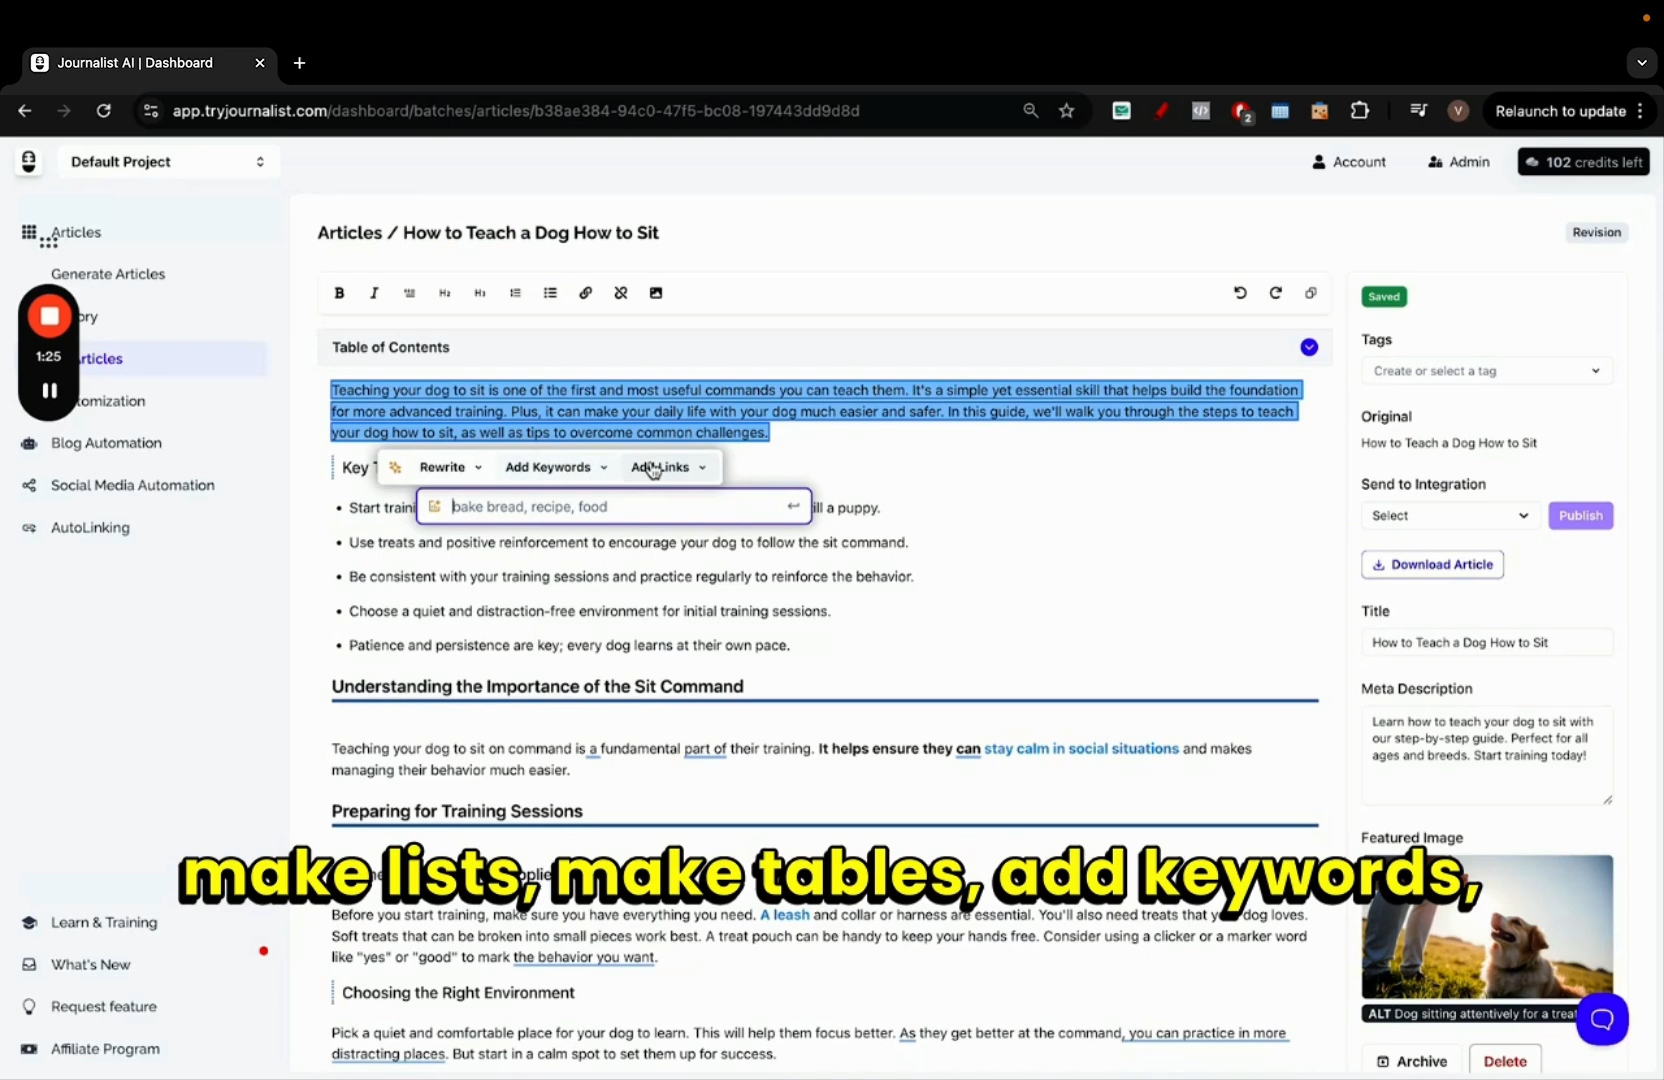 Journalist AI | Dashboard
app.tryjournalist.com/dashboard/batches/articles/b38ae384-94c0-47f5-bc08-197443dd9d8d
2
V
Relaunch to update
Default Project
Account
Admin
102 credits left
Articles
Generate Articles
ory
rticles
tomization
Blog Automation
Social Media Automation
AutoLinking
1:25
Learn & Training
What's New
Request feature
Affiliate Program
Articles / How to Teach a Dog How to Sit
Revision
B I H2 H3
Table of Contents
Teaching your dog to sit is one of the first and most useful commands you can teach them. It's a simple yet essential skill that helps build the foundation
for more advanced training. Plus, it can make your daily life with your dog much easier and safer. In this guide, we'll walk you through the steps to teach
your dog how to sit, as well as tips to overcome common challenges.
Key T
Rewrite
Add Keywords
Add Links
• Start traini
bake bread, recipe, food
ill a puppy.
• Use treats and positive reinforcement to encourage your dog to follow the sit command.
• Be consistent with your training sessions and practice regularly to reinforce the behavior.
• Choose a quiet and distraction-free environment for initial training sessions.
• Patience and persistence are key; every dog learns at their own pace.
Understanding the Importance of the Sit Command
Teaching your dog to sit on command is a fundamental part of their training. It helps ensure they can stay calm in social situations and makes
managing their behavior much easier.
Preparing for Training Sessions
make lists, make tables, add keywords,
Before you start training, make sure you have everything you need. A leash and collar or harness are essential. You'll also need treats that your dog loves.
Soft treats that can be broken into small pieces work best. A treat pouch can be handy to keep your hands free. Consider using a clicker or a marker word
like "yes" or "good" to mark the behavior you want.
Choosing the Right Environment
Pick a quiet and comfortable place for your dog to learn. This will help them focus better. As they get better at the command, you can practice in more
distracting places. But start in a calm spot to set them up for success.
Saved
Tags
Create or select a tag
Original
How to Teach a Dog How to Sit
Send to Integration
Select
Publish
Download Article
Title
How to Teach a Dog How to Sit
Meta Description
Learn how to teach your dog to sit with
our step-by-step guide. Perfect for all
ages and breeds. Start training today!
Featured Image
ALT Dog sitting attentively for a treat
Archive
Delete